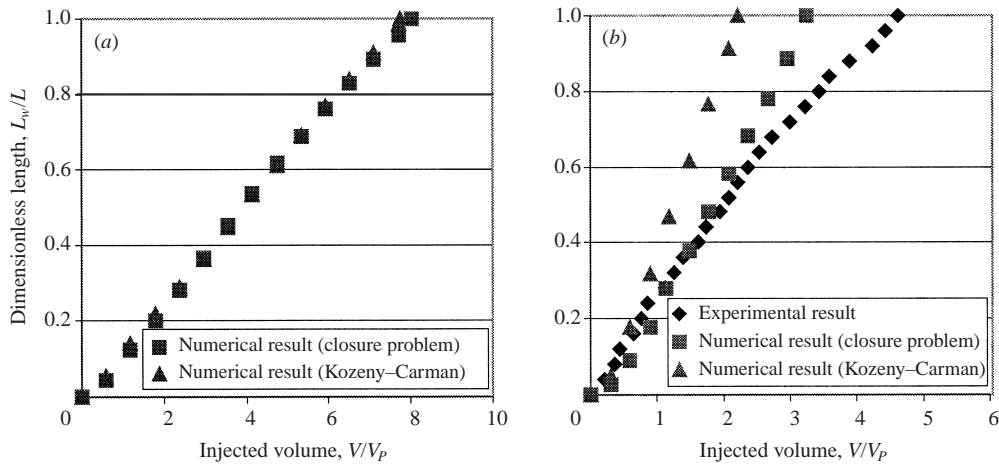 (a)
Dimensionless length, L_w/L
1.0
0.8
0.6
0.4
0.2
0 2 4 6 8 10
Numerical result (closure problem)
Numerical result (Kozeny–Carman)
Injected volume, V/V_P
(b)
1.0
0.8
0.6
0.4
0.2
0 1 2 3 4 5 6
Experimental result
Numerical result (closure problem)
Numerical result (Kozeny–Carman)
Injected volume, V/V_P